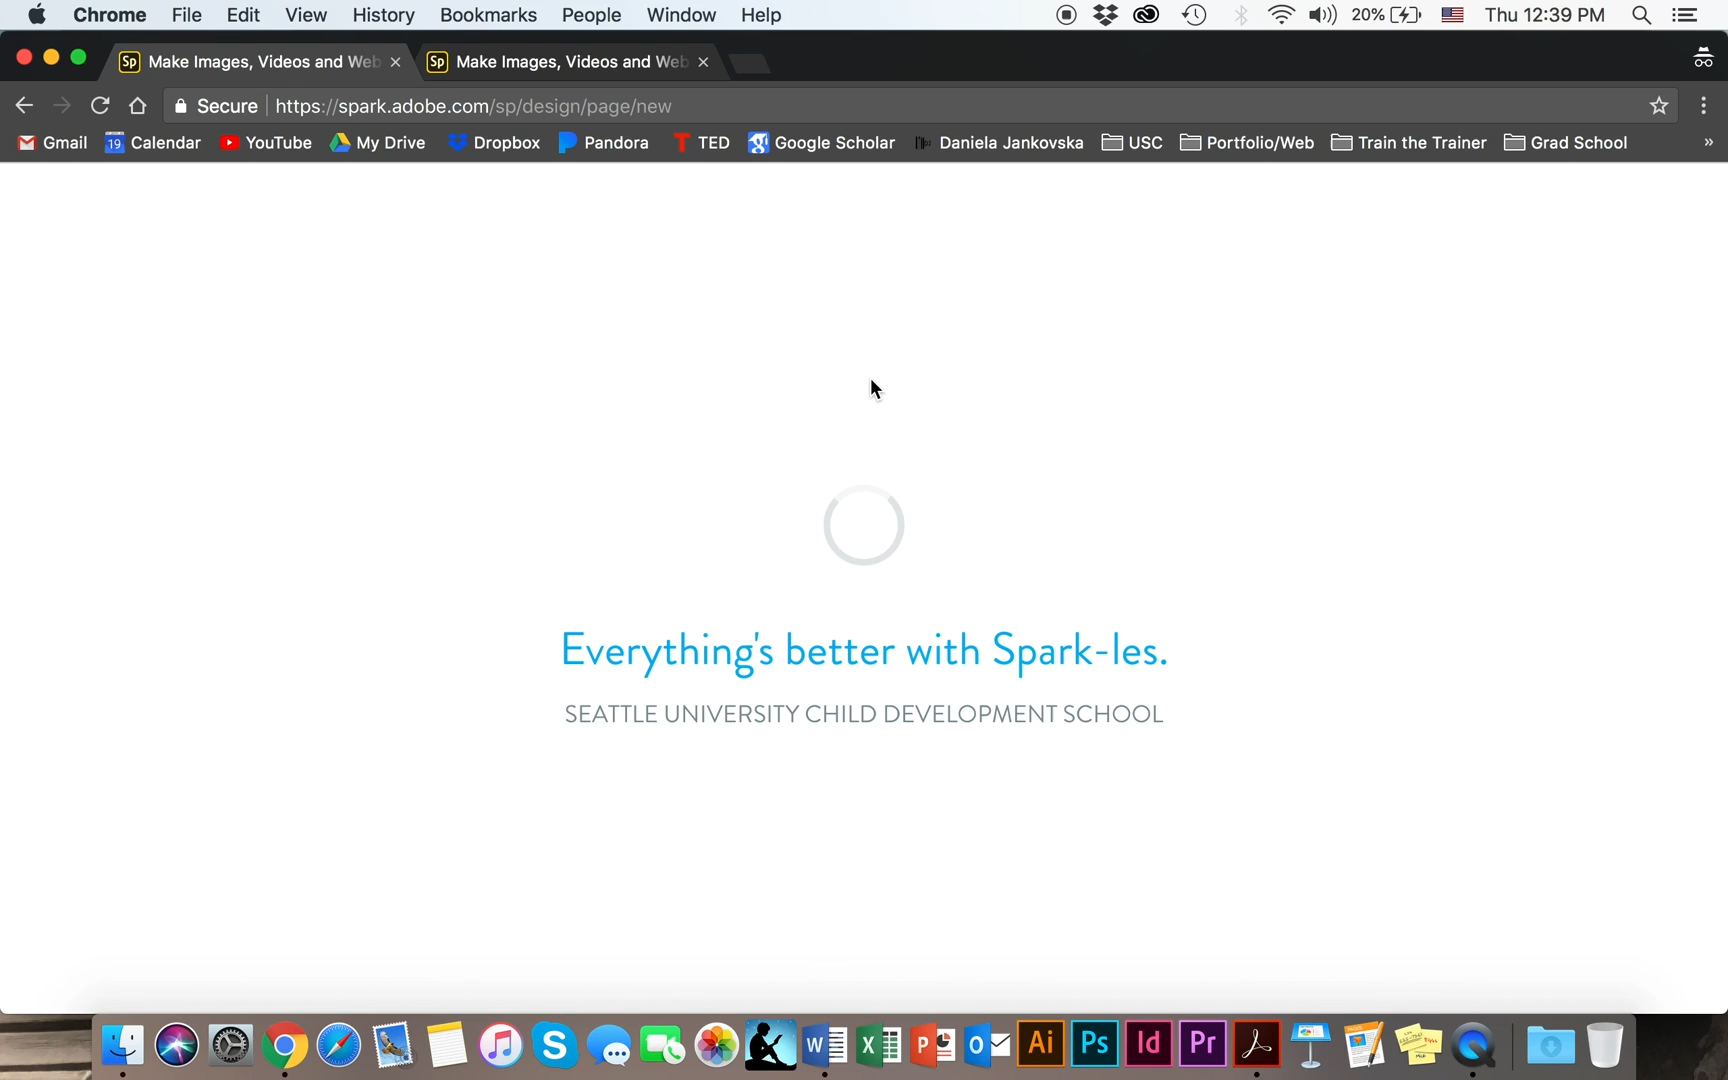 Chrome File Edit View History Bookmarks People Window Help 20% Thu 12:39 PM
Sp Make Images, Videos and Web Sp Make Images, Videos and Web
Secure https://spark.adobe.com/sp/design/page/new
Gmail 19 Calendar YouTube My Drive Dropbox Pandora TED Google Scholar Daniela Jankovska USC Portfolio/Web Train the Trainer Grad School »
Everything's better with Spark-les.
SEATTLE UNIVERSITY CHILD DEVELOPMENT SCHOOL
S W X P O Ai Ps Id Pr